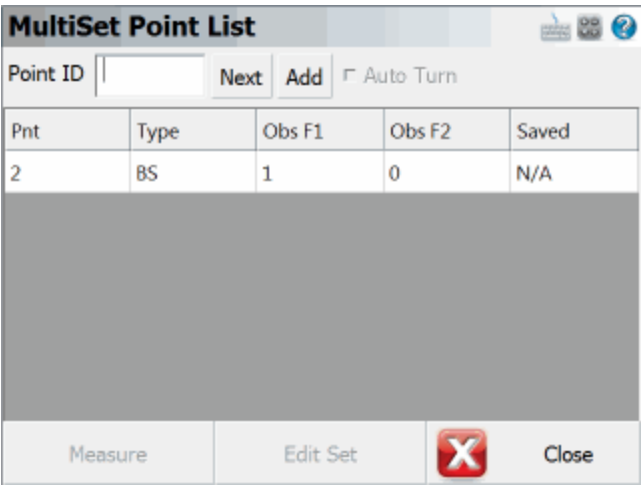 MultiSet Point List
Point ID Next Add Auto Turn
Pnt Type Obs F1 Obs F2 Saved
2 BS 1 0 N/A
Measure Edit Set Close